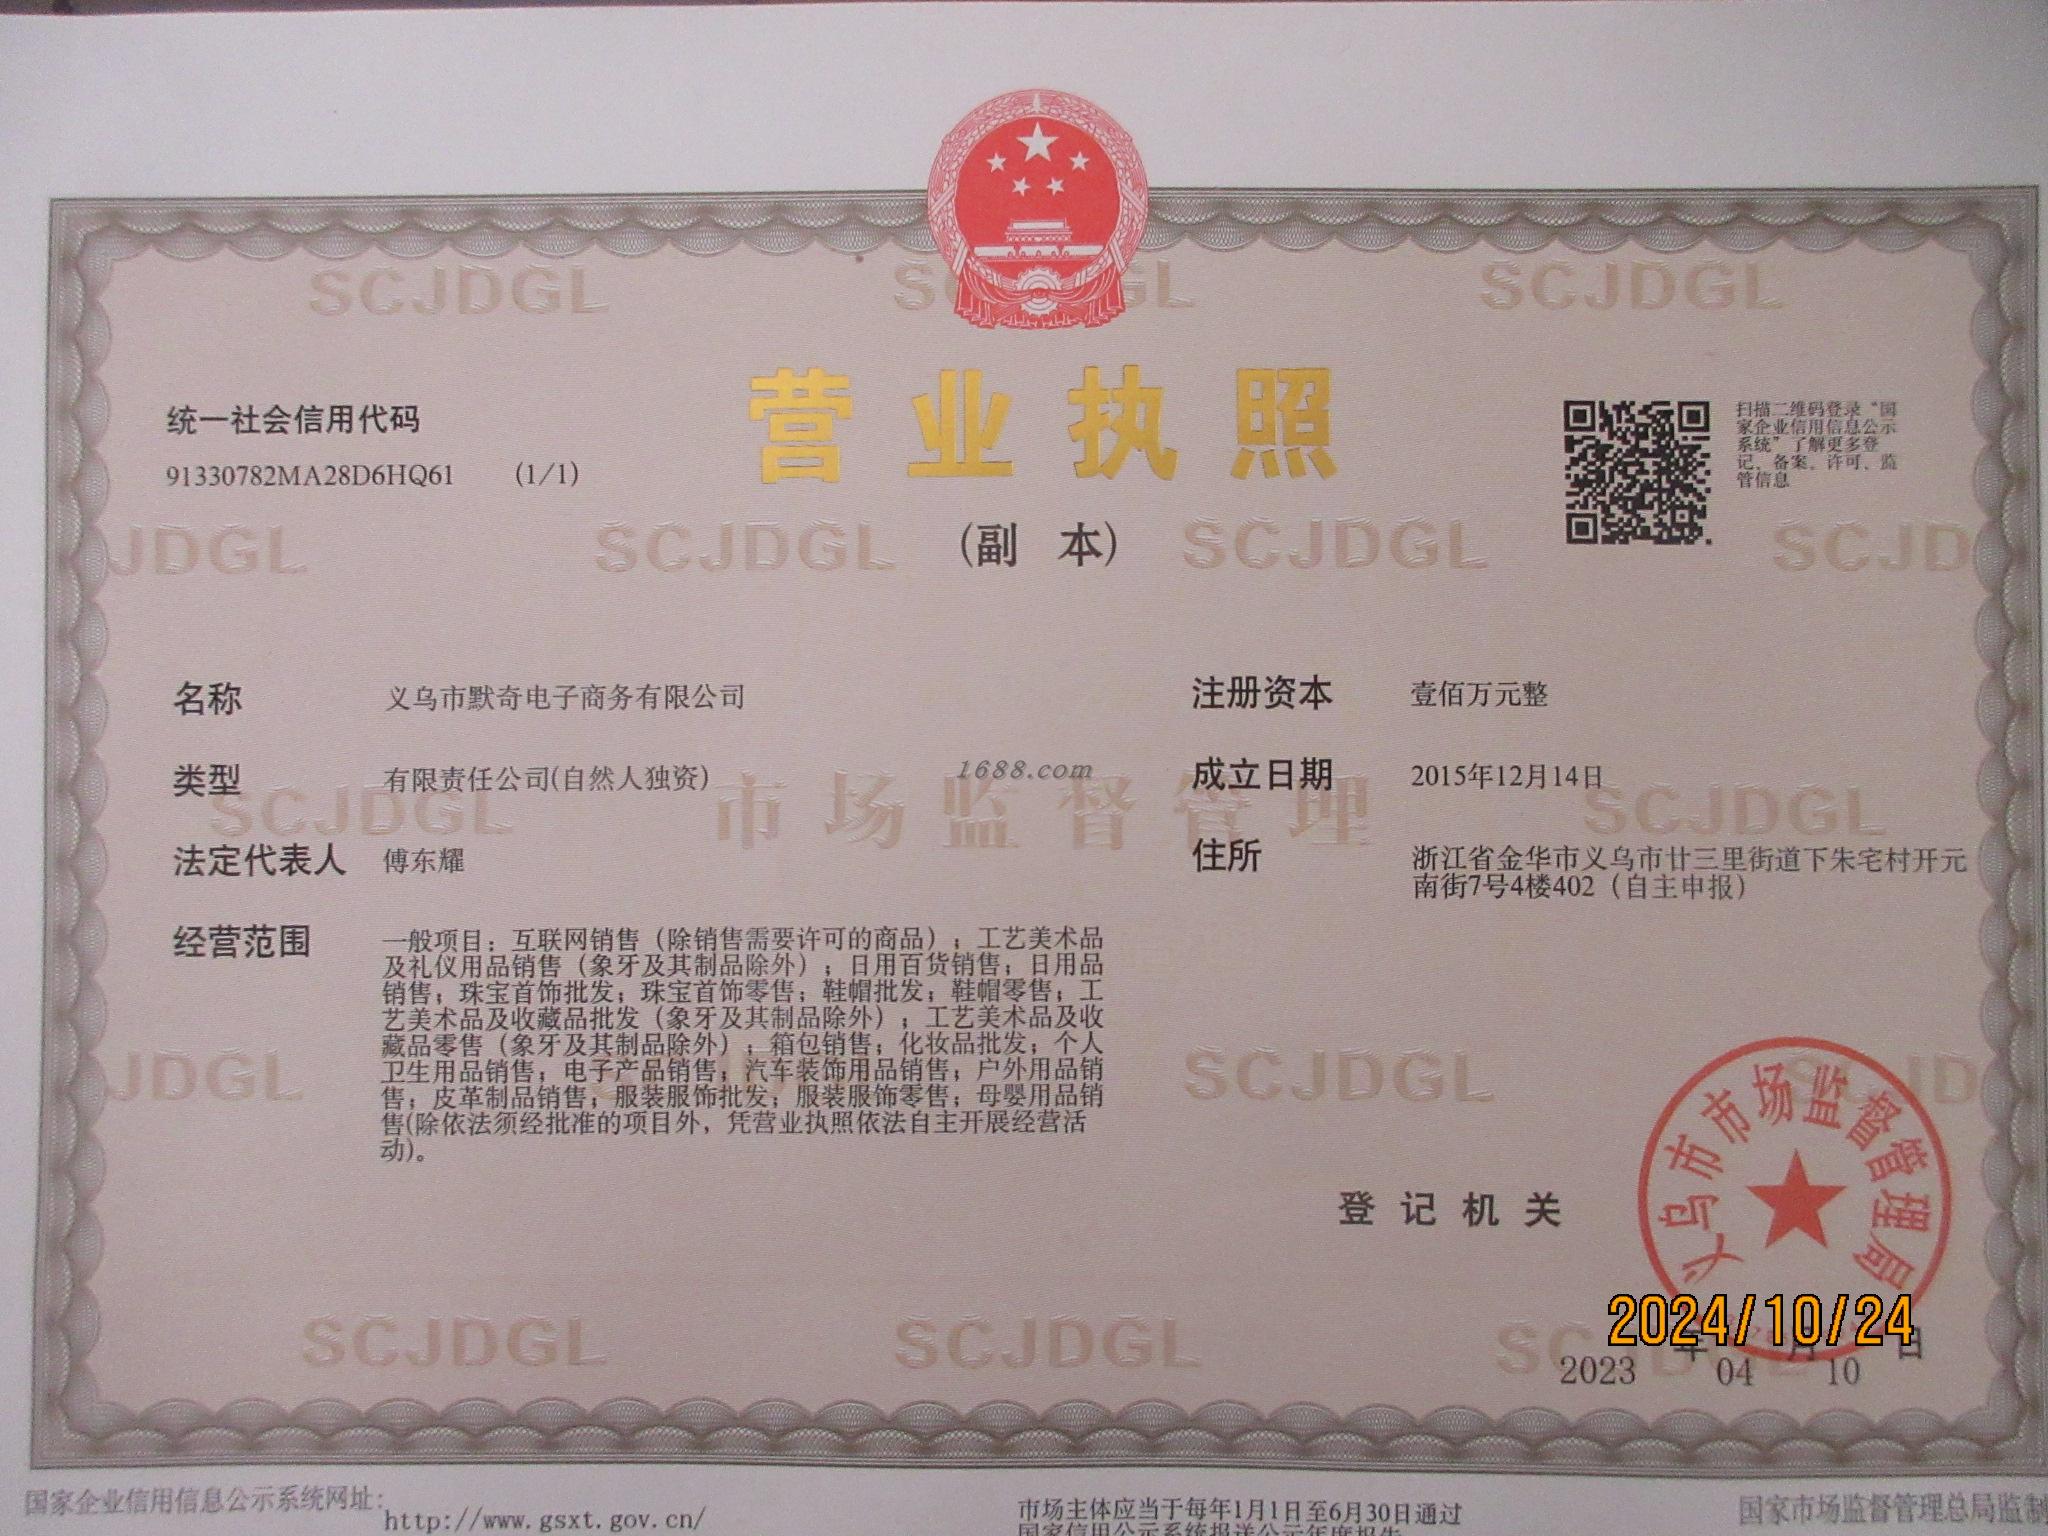 SCJDGL SCJDGL SCJDGL
营业执照
(副 本)
统一社会信用代码
91330782MA28D6HQ61 (1/1)
扫描二维码登录“国
家企业信用信息公示
系统”了解更多登
记、备案、许可、监
管信息
JDGL SCJDGL SCJDGL SCJD
名称 义乌市默奇电子商务有限公司
类型 有限责任公司(自然人独资)
法定代表人 傅东耀
经营范围 一般项目：互联网销售（除销售需要许可的商品）；工艺美术品
及礼仪用品销售（象牙及其制品除外）；日用百货销售；日用品
销售；珠宝首饰批发；珠宝首饰零售；鞋帽批发；鞋帽零售；工
艺美术品及收藏品批发（象牙及其制品除外）；工艺美术品及收
藏品零售（象牙及其制品除外）；箱包销售；化妆品批发；个人
卫生用品销售；电子产品销售；汽车装饰用品销售；户外用品销
售；皮革制品销售；服装服饰批发；服装服饰零售；母婴用品销
售(除依法须经批准的项目外，凭营业执照依法自主开展经营活
动)。
注册资本 壹佰万元整
成立日期 2015年12月14日
住所 浙江省金华市义乌市廿三里街道下朱宅村开元
南街7号4楼402（自主申报）
1688.com
SCJDGL 市场监督管理 SCJDGL
JDGL SCJDGL SCJD
登记机关
义乌市市场监督管理局
2024/10/24
2023 年 04 月 10 日
SCJDGL SCJDGL
国家企业信用信息公示系统网址：
http://www.gsxt.gov.cn/
市场主体应当于每年1月1日至6月30日通过
国家信用公示系统报送公示年度报告
国家市场监督管理总局监制